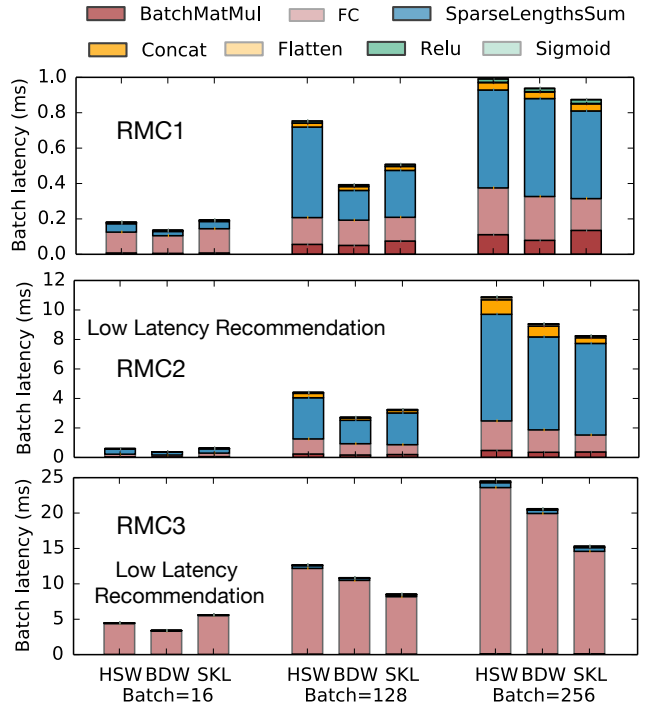 BatchMatMul FC SparseLengthsSum
Concat Flatten Relu Sigmoid
Batch latency (ms)
1.0
0.8
0.6
0.4
0.2
0.0
RMC1
Batch latency (ms)
12
10
8
6
4
2
0
Low Latency Recommendation
RMC2
Batch latency (ms)
25
20
15
10
5
0
RMC3
Low Latency
Recommendation
HSW BDW SKL HSW BDW SKL HSW BDW SKL
Batch=16 Batch=128 Batch=256